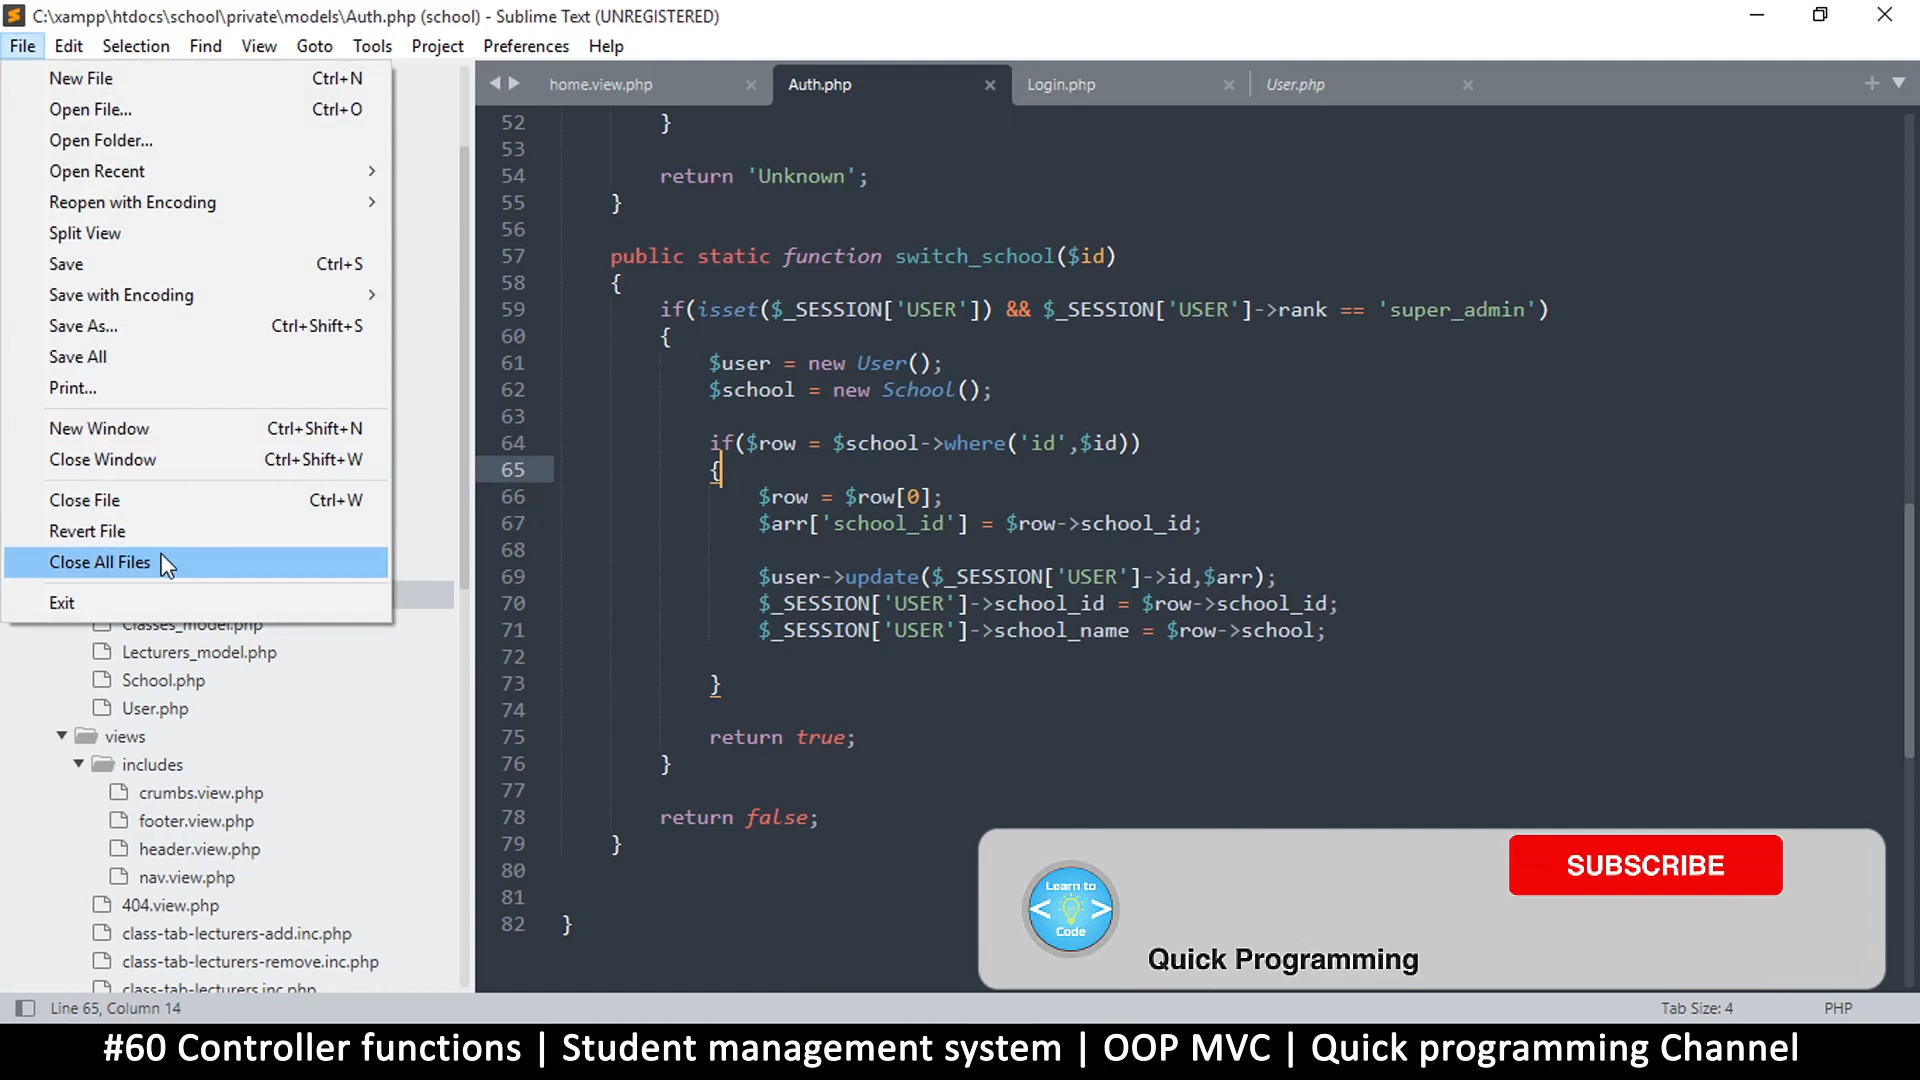 C:\xampp\htdocs\school\private\models\Auth.php (school) - Sublime Text (UNREGISTERED)
File Edit Selection Find View Goto Tools Project Preferences Help
New File Ctrl+N
Open File... Ctrl+O
Open Folder...
Open Recent
Reopen with Encoding
Split View
Save Ctrl+S
Save with Encoding
Save As... Ctrl+Shift+S
Save All
Print...
New Window Ctrl+Shift+N
Close Window Ctrl+Shift+W
Close File Ctrl+W
Revert File
Close All Files
Exit
Classes_model.php
Lecturers_model.php
School.php
User.php
views
includes
crumbs.view.php
footer.view.php
header.view.php
nav.view.php
404.view.php
class-tab-lecturers-add.inc.php
class-tab-lecturers-remove.inc.php
class-tab-lecturers.inc.php
home.view.php Auth.php Login.php User.php
52 }
53
54 return 'Unknown';
55 }
56
57 public static function switch_school($id)
58 {
59 if(isset($_SESSION['USER']) && $_SESSION['USER']->rank == 'super_admin')
60 {
61 $user = new User();
62 $school = new School();
63
64 if($row = $school->where('id',$id))
65 {
66 $row = $row[0];
67 $arr['school_id'] = $row->school_id;
68
69 $user->update($_SESSION['USER']->id,$arr);
70 $_SESSION['USER']->school_id = $row->school_id;
71 $_SESSION['USER']->school_name = $row->school;
72
73 }
74
75 return true;
76 }
77
78 return false;
79 }
80
81
82 }
SUBSCRIBE
Learn to
< >
Code
Quick Programming
Line 65, Column 14 Tab Size: 4 PHP
#60 Controller functions | Student management system | OOP MVC | Quick programming Channel